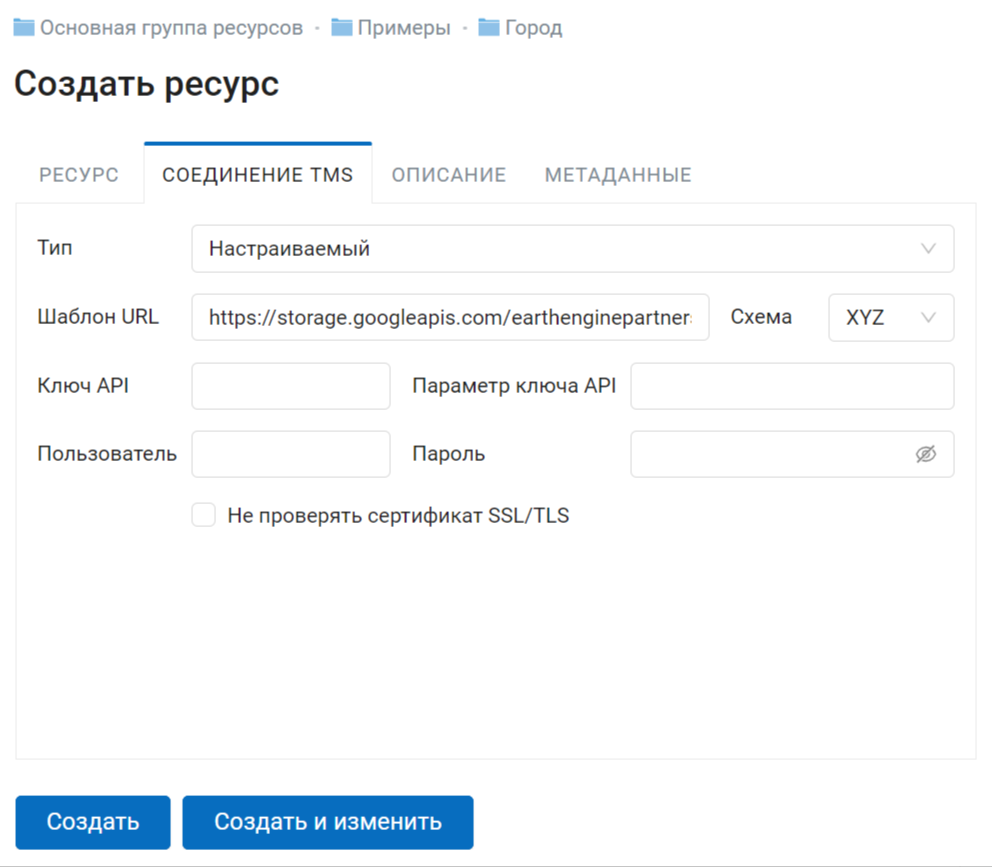 Основная группа ресурсов - Примеры - Город
Создать ресурс
РЕСУРС СОЕДИНЕНИЕ TMS ОПИСАНИЕ МЕТАДАННЫЕ
Тип Настраиваемый
Шаблон URL https://storage.googleapis.com/earthenginepartner Схема XYZ
Ключ API Параметр ключа API
Пользователь Пароль
Не проверять сертификат SSL/TLS
Создать Создать и изменить